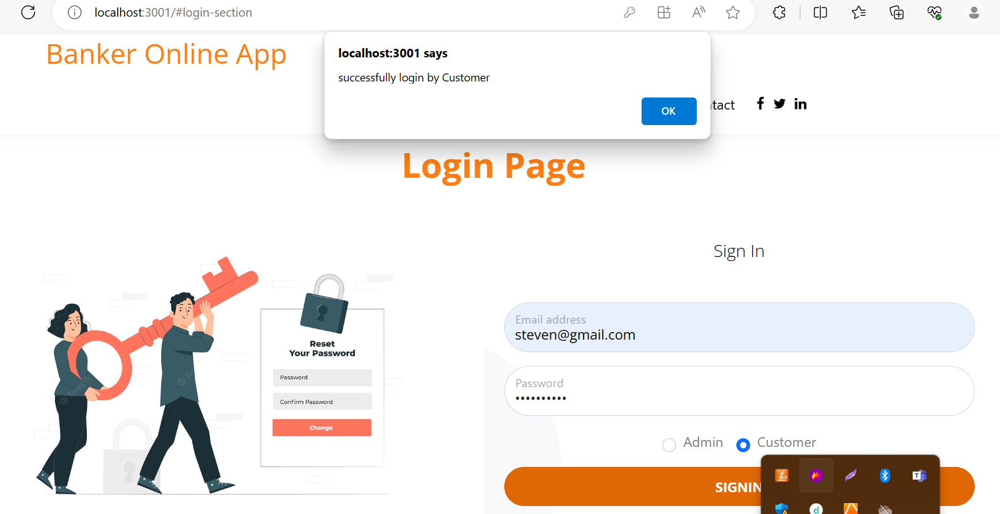 localhost:3001/#login-section
Banker Online App
localhost:3001 says
successfully login by Customer
OK
tact
Login Page
Sign In
Email address
steven@gmail.com
Reset
Your Password
Password
Confirm Password
Change
Password
Admin
Customer
SIGNIN